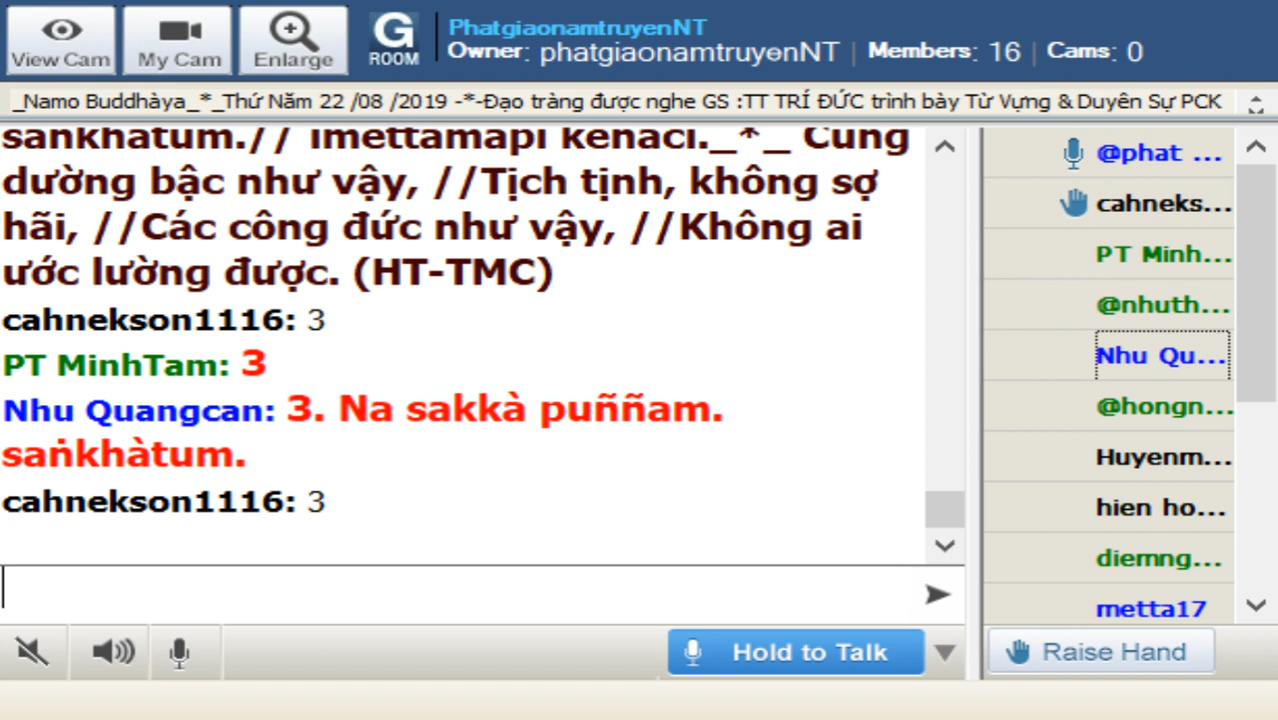 View Cam
My Cam
Enlarge
G
ROOM
PhatgiaonamtruyenNT
Owner: phatgiaonamtruyenNT | Members: 16 | Cams: 0
_Namo Buddhàya_*_Thứ Năm 22 /08 /2019 -*-Đạo tràng được nghe GS :TT TRÍ ĐỨC trình bày Từ Vựng & Duyên Sự PCK
sankhatum.// imettamapi kenaci._*_ Cúng
dường bậc như vậy, //Tịch tịnh, không sợ
hãi, //Các công đức như vậy, //Không ai
ước lường được. (HT-TMC)
cahnekson1116: 3
PT MinhTam: 3
Nhu Quangcan: 3. Na sakkà puññam.
saṅkhàtum.
cahnekson1116: 3
@phat ...
cahneks...
PT Minh...
@nhuth...
Nhu Qu...
@hongn...
Huyenm...
hien ho...
diemng...
metta17
Hold to Talk
Raise Hand